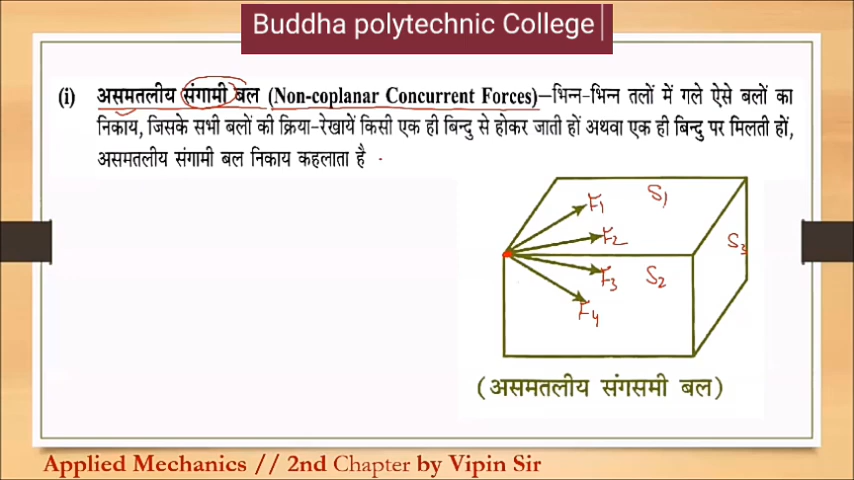 Buddha polytechnic College
(i) असमतलीय संगामी बल (Non-coplanar Concurrent Forces)–भिन्न-भिन्न तलों में गले ऐसे बलों का
निकाय, जिसके सभी बलों की क्रिया-रेखायें किसी एक ही बिन्दु से होकर जाती हों अथवा एक ही बिन्दु पर मिलती हों,
असमतलीय संगामी बल निकाय कहलाता है
S1
F1
F2
S3
F3
S2
F4
(असमतलीय संगसमी बल)
Applied Mechanics // 2nd Chapter by Vipin Sir